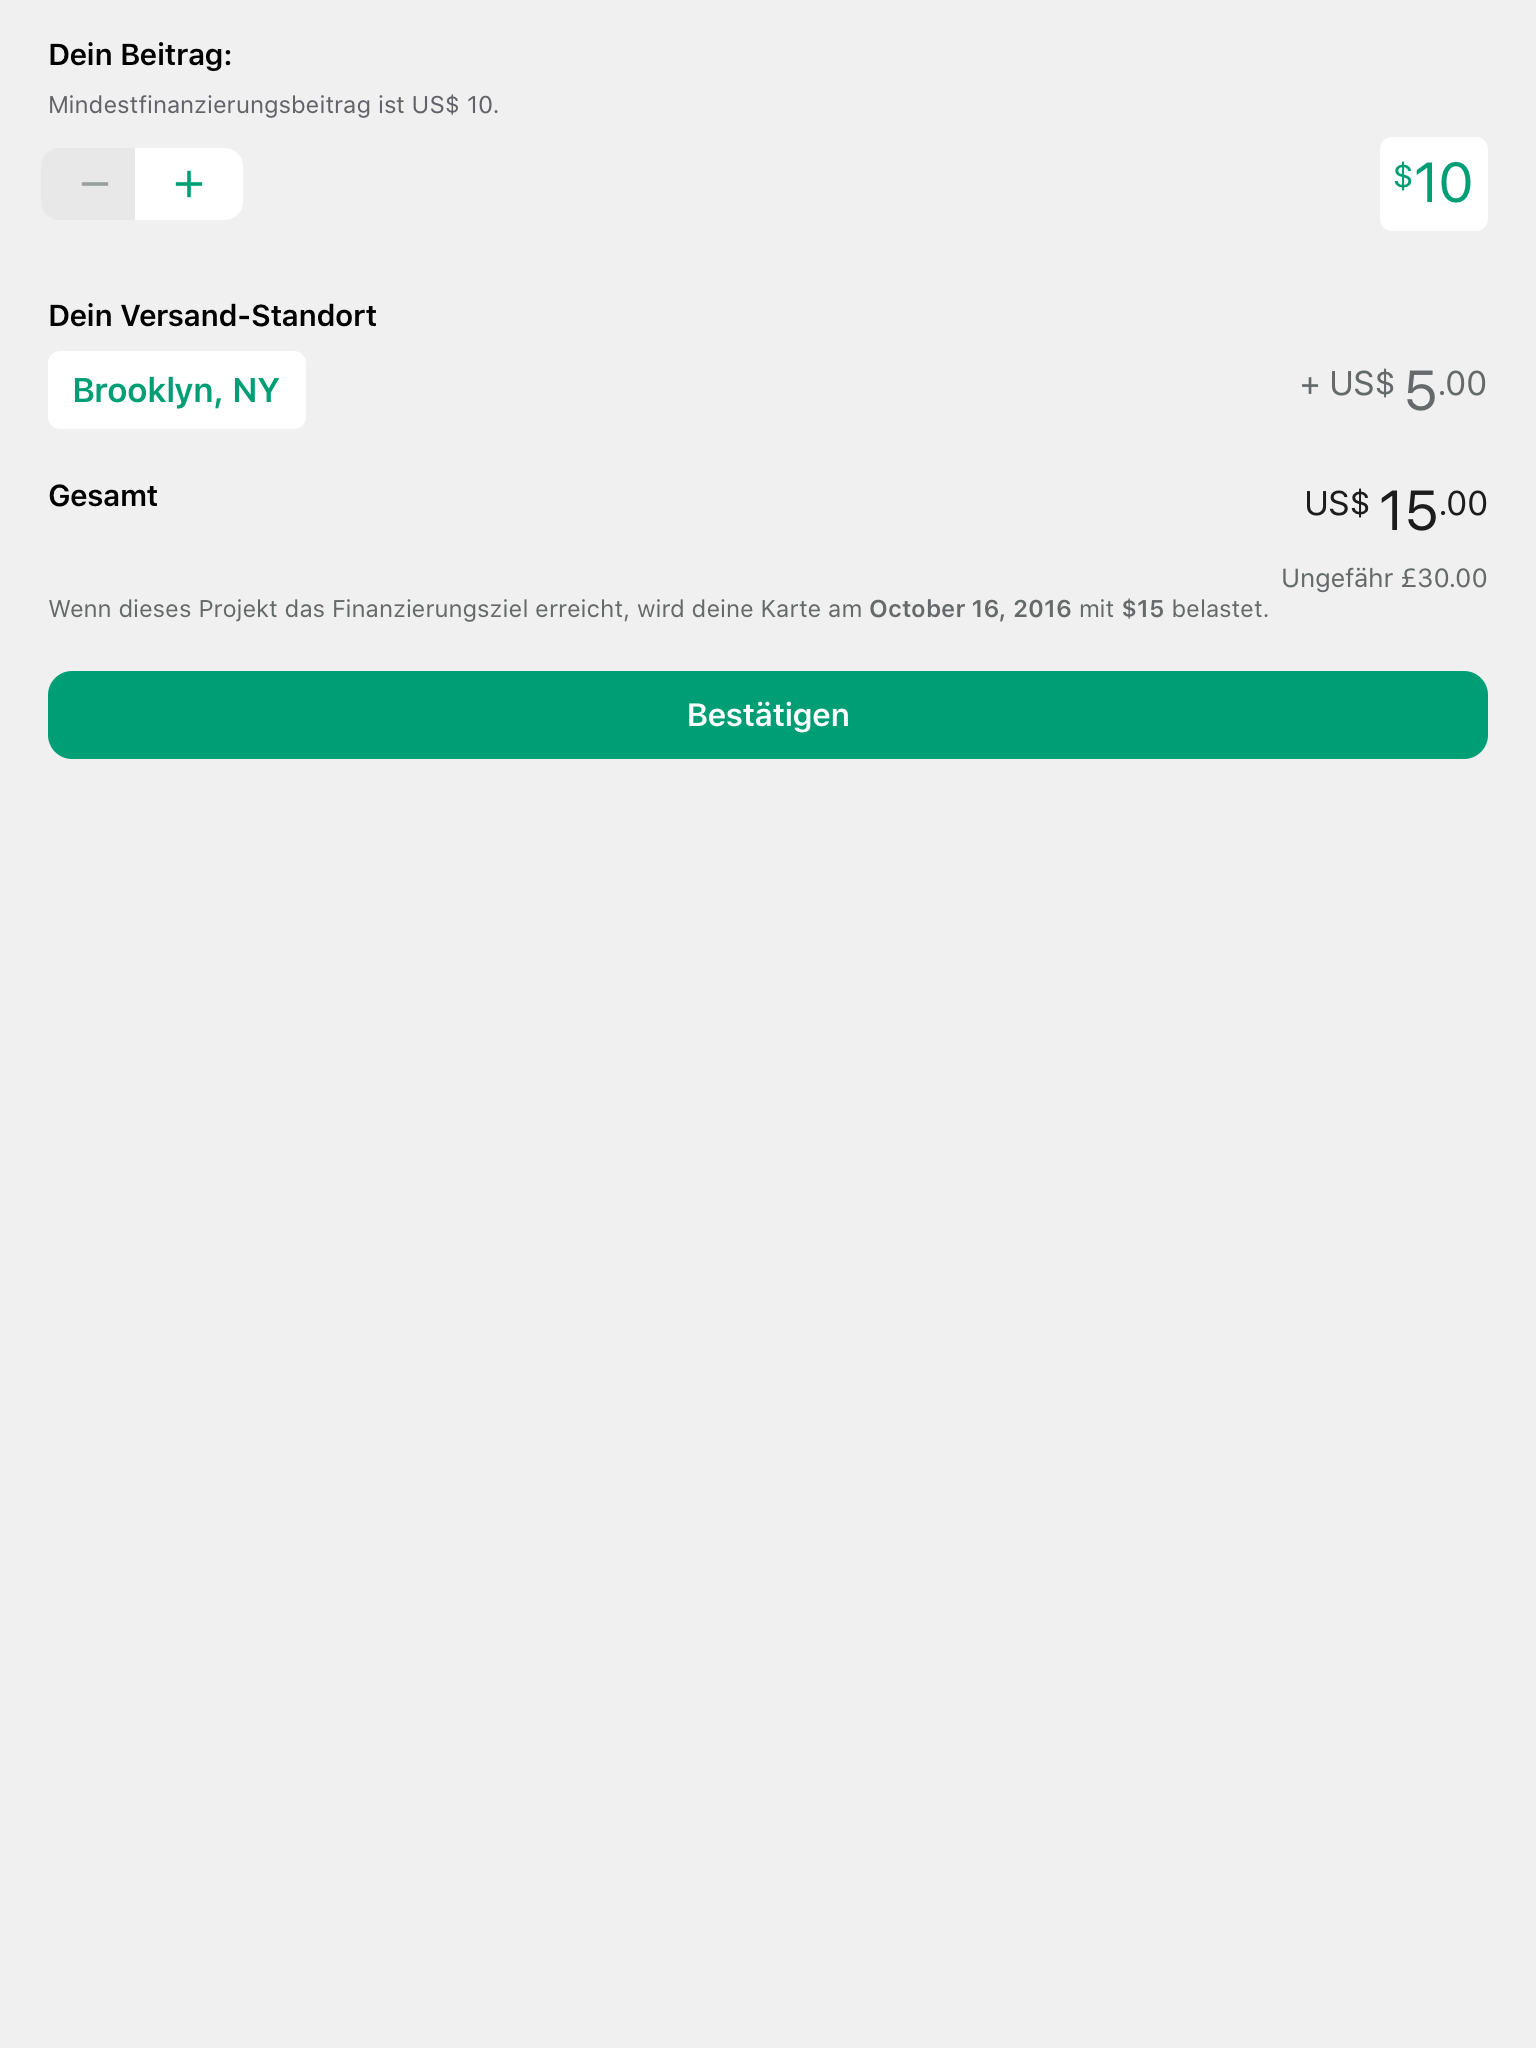 Dein Beitrag:
Mindestfinanzierungsbeitrag ist US$ 10.
$10
Dein Versand-Standort
Brooklyn, NY
+ US$ 5.00
Gesamt
US$ 15.00
Ungefähr £30.00
Wenn dieses Projekt das Finanzierungsziel erreicht, wird deine Karte am October 16, 2016 mit $15 belastet.
Bestätigen